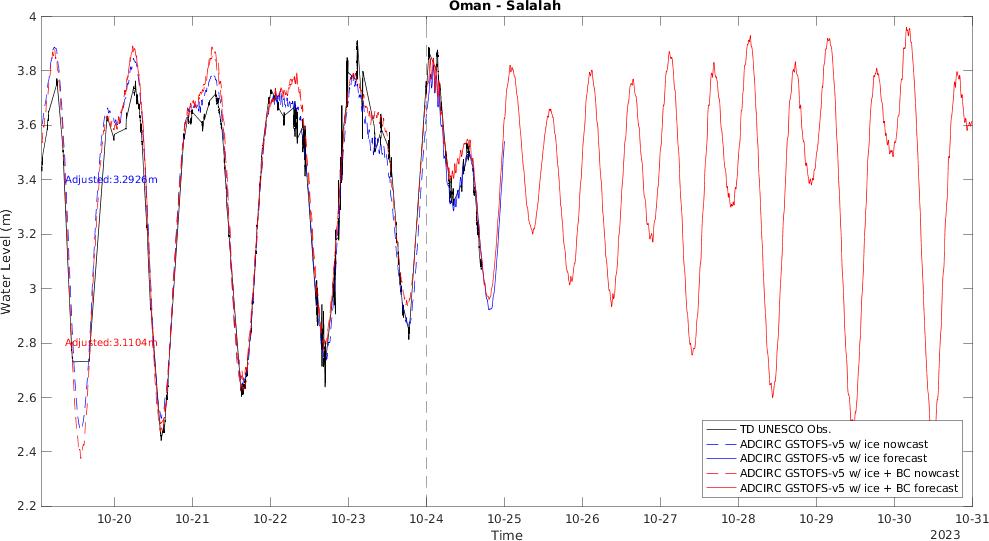 Oman - Salalah
4
3.8
3.6
3.4
3.2
3
2.8
2.6
2.4
2.2
Water Level (m)
Adjusted:3.2926m
Adjusted:3.1104m
TD UNESCO Obs.
ADCIRC GSTOFS-v5 w/ ice nowcast
ADCIRC GSTOFS-v5 w/ ice forecast
ADCIRC GSTOFS-v5 w/ ice + BC nowcast
ADCIRC GSTOFS-v5 w/ ice + BC forecast
10-20 10-21 10-22 10-23 10-24 10-25 10-26 10-27 10-28 10-29 10-30 10-31
Time
2023